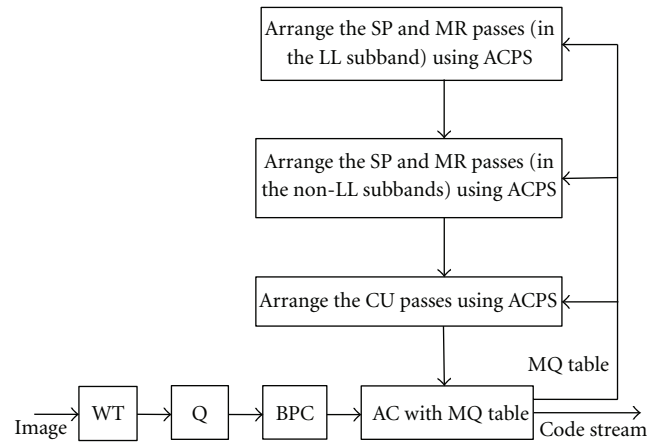 Arrange the SP and MR passes (in
the LL subband) using ACPS
Arrange the SP and MR passes (in
the non-LL subbands) using ACPS
Arrange the CU passes using ACPS
MQ table
Image
WT
Q
BPC
AC with MQ table
Code stream